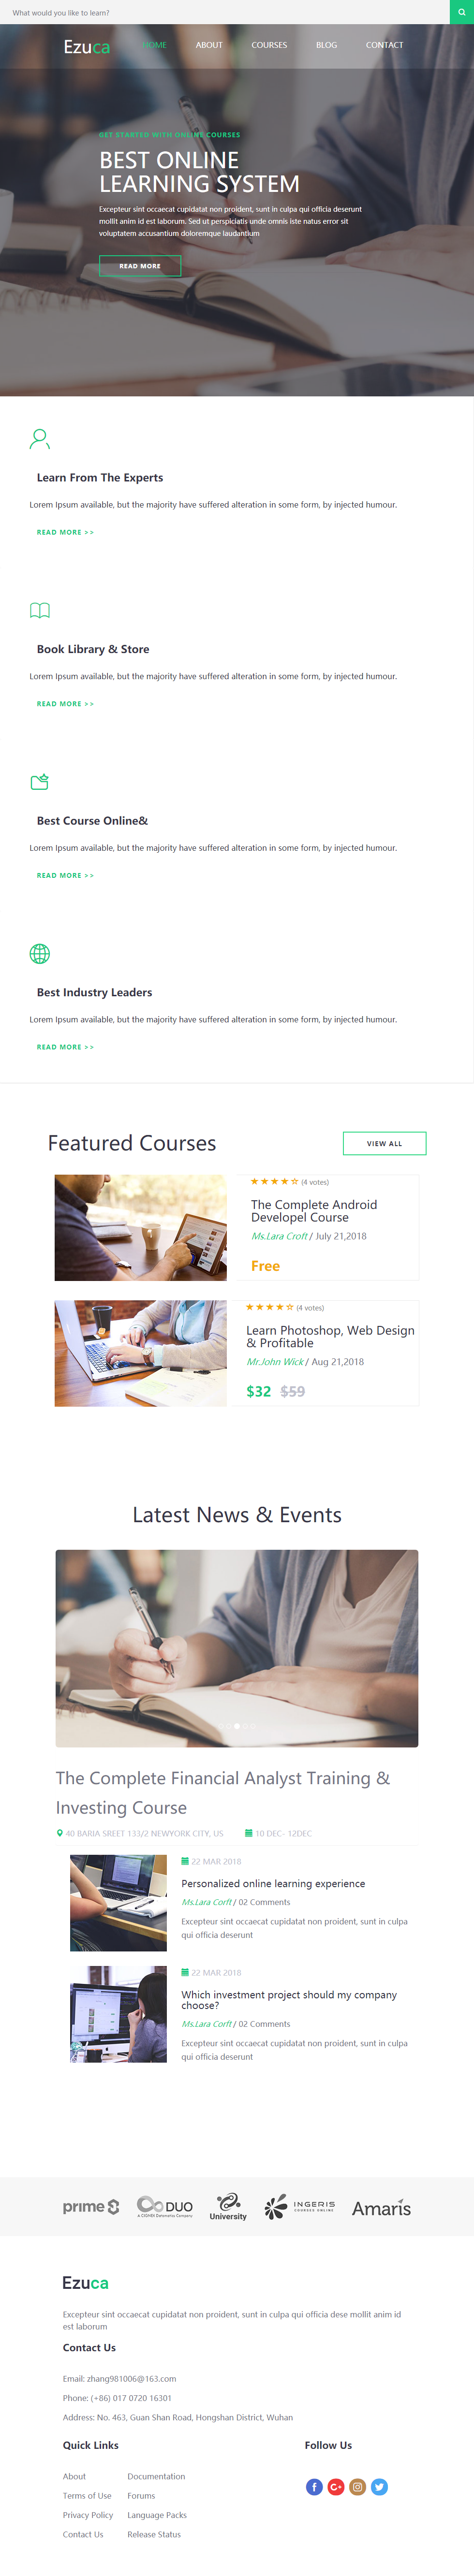 What would you like to learn?
Ezuca
HOME ABOUT COURSES BLOG CONTACT
GET STARTED WITH ONLINE COURSES
BEST ONLINE
LEARNING SYSTEM
Excepteur sint occaecat cupidatat non proident, sunt in culpa qui officia deserunt
mollit anim id est laborum. Sed ut perspiciatis unde omnis iste natus error sit
voluptatem accusantium doloremque laudantium
READ MORE
Learn From The Experts
Lorem Ipsum available, but the majority have suffered alteration in some form, by injected humour.
READ MORE >>
Book Library & Store
Lorem Ipsum available, but the majority have suffered alteration in some form, by injected humour.
READ MORE >>
Best Course Online&
Lorem Ipsum available, but the majority have suffered alteration in some form, by injected humour.
READ MORE >>
Best Industry Leaders
Lorem Ipsum available, but the majority have suffered alteration in some form, by injected humour.
READ MORE >>
Featured Courses
VIEW ALL
(4 votes)
The Complete Android
Developel Course
Ms.Lara Croft / July 21,2018
Free
(4 votes)
Learn Photoshop, Web Design
& Profitable
Mr.John Wick / Aug 21,2018
$32 $59
Latest News & Events
The Complete Financial Analyst Training &
Investing Course
40 BARIA SREET 133/2 NEWYORK CITY, US 10 DEC- 12DEC
22 MAR 2018
Personalized online learning experience
Ms.Lara Corft / 02 Comments
Excepteur sint occaecat cupidatat non proident, sunt in culpa
qui officia deserunt
22 MAR 2018
Which investment project should my company
choose?
Ms.Lara Corft / 02 Comments
Excepteur sint occaecat cupidatat non proident, sunt in culpa
qui officia deserunt
prime DUO University INGERIS Amaris
A CIGNEX Datamatics Company
COURSES ONLINE
Ezuca
Excepteur sint occaecat cupidatat non proident, sunt in culpa qui officia dese mollit anim id
est laborum
Contact Us
Email: zhang981006@163.com
Phone: (+86) 017 0720 16301
Address: No. 463, Guan Shan Road, Hongshan District, Wuhan
Quick Links
About Documentation
Terms of Use Forums
Privacy Policy Language Packs
Contact Us Release Status
Follow Us